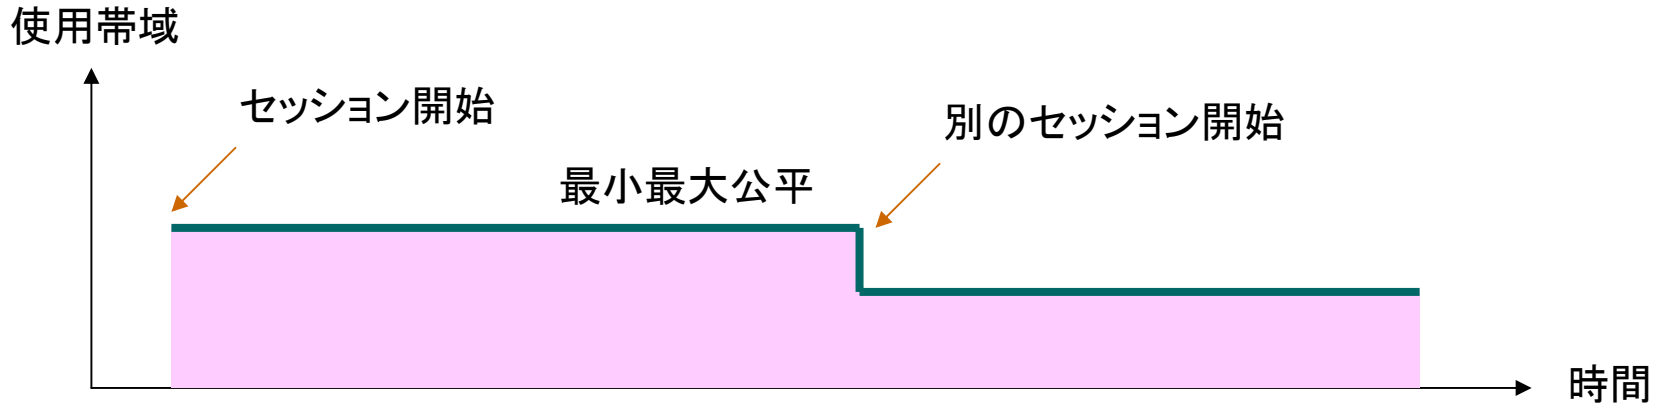 使用帯域
セッション開始
別のセッション開始
最小最大公平
時間